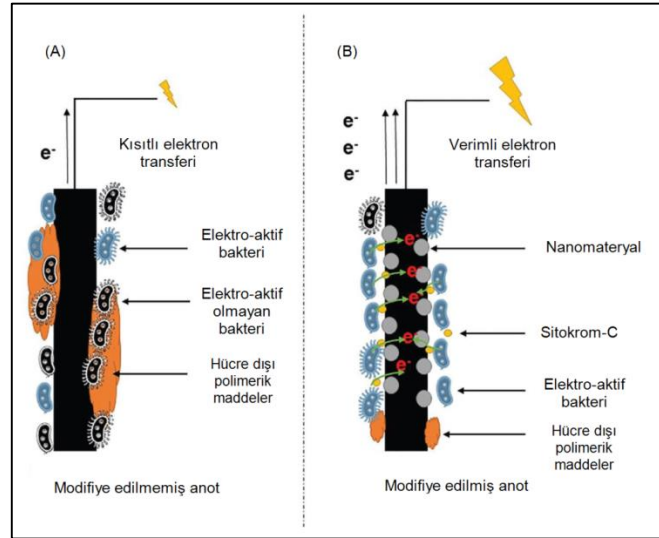 (A)
e-
Kısıtlı elektron
transferi
Elektro-aktif
bakteri
Elektro-aktif
olmayan
bakteri
Hücre dışı
polimerik
maddeler
Modifiye edilmemiş anot
(B)
e-
e-
e-
Verimli elektron
transferi
e-
e-
e-
e-
e-
Nanomateryal
Sitokrom-C
Elektro-aktif
bakteri
Hücre dışı
polimerik
maddeler
Modifiye edilmiş anot